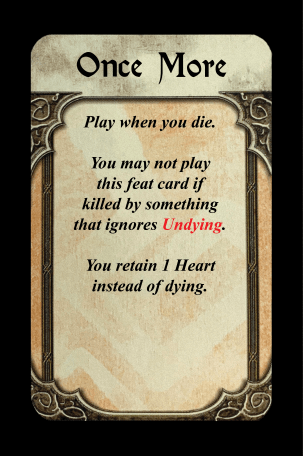 Once More
Play when you die.
You may not play
this feat card if
killed by something
that ignores Undying.
You retain 1 Heart
instead of dying.